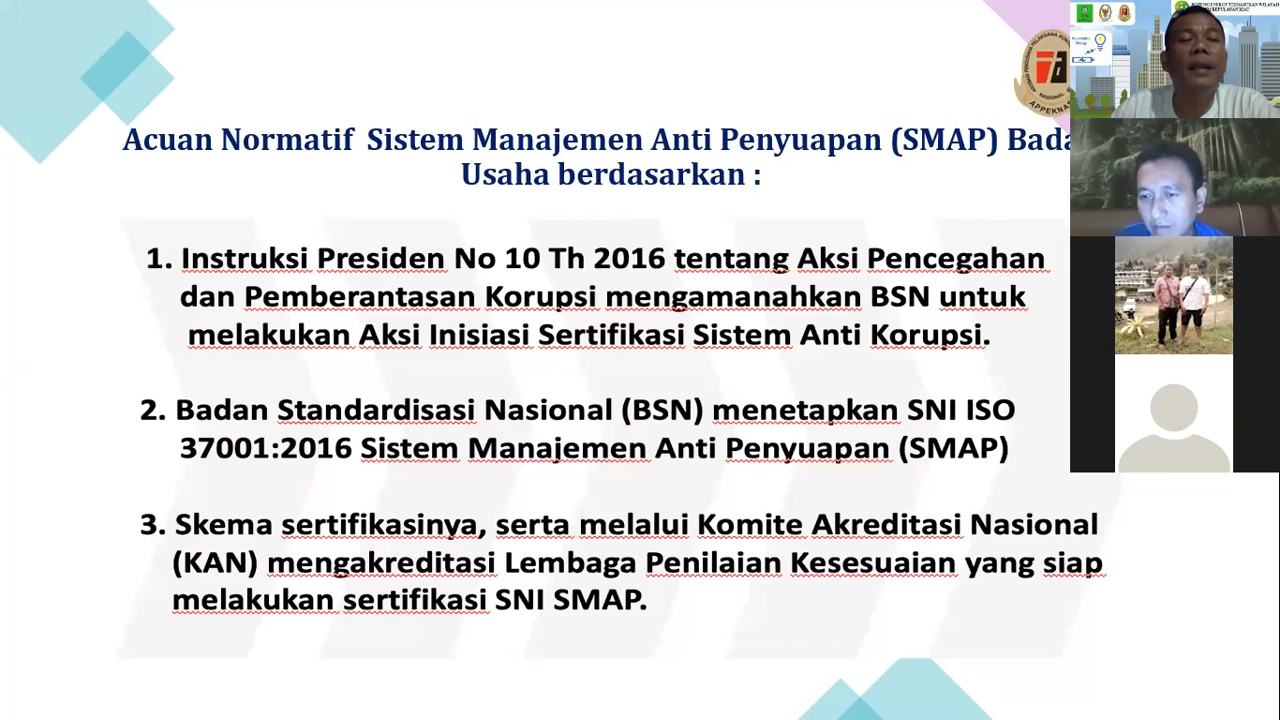 Acuan Normatif Sistem Manajemen Anti Penyuapan (SMAP) Bada
Usaha berdasarkan :
1. Instruksi Presiden No 10 Th 2016 tentang Aksi Pencegahan
dan Pemberantasan Korupsi mengamanahkan BSN untuk
melakukan Aksi Inisiasi Sertifikasi Sistem Anti Korupsi.
2. Badan Standardisasi Nasional (BSN) menetapkan SNI ISO
37001:2016 Sistem Manajemen Anti Penyuapan (SMAP)
3. Skema sertifikasinya, serta melalui Komite Akreditasi Nasional
(KAN) mengakreditasi Lembaga Penilaian Kesesuaian yang siap
melakukan sertifikasi SNI SMAP.